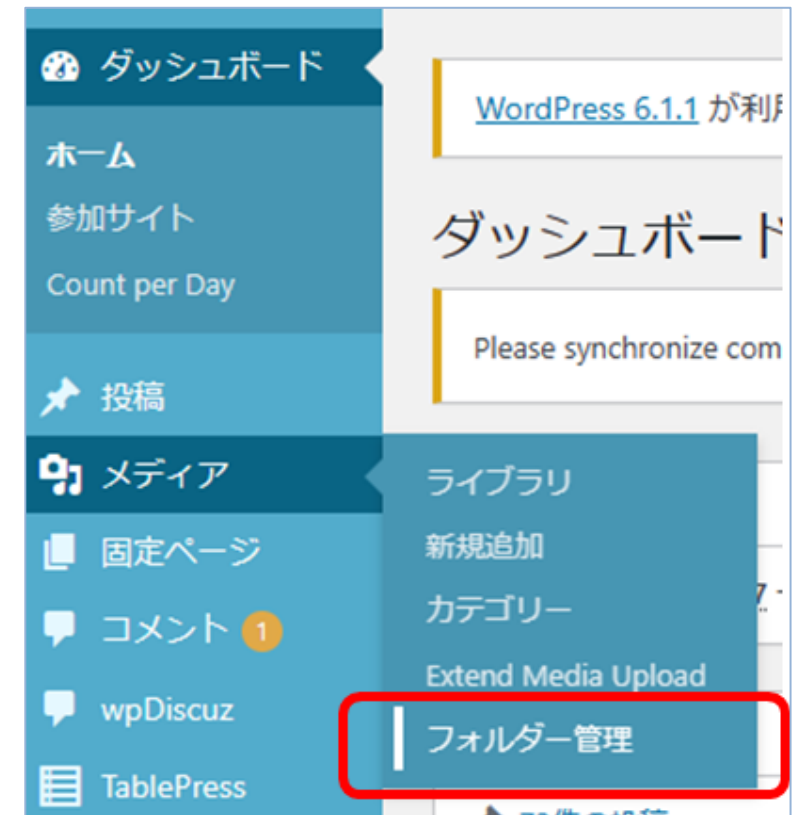 ダッシュボード
ホーム
参加サイト
Count per Day
投稿
メディア
固定ページ
コメント 1
wpDiscuz
TablePress
ライブラリ
新規追加
カテゴリー
Extend Media Upload
フォルダー管理
WordPress 6.1.1 が利
ダッシュボード
Please synchronize com